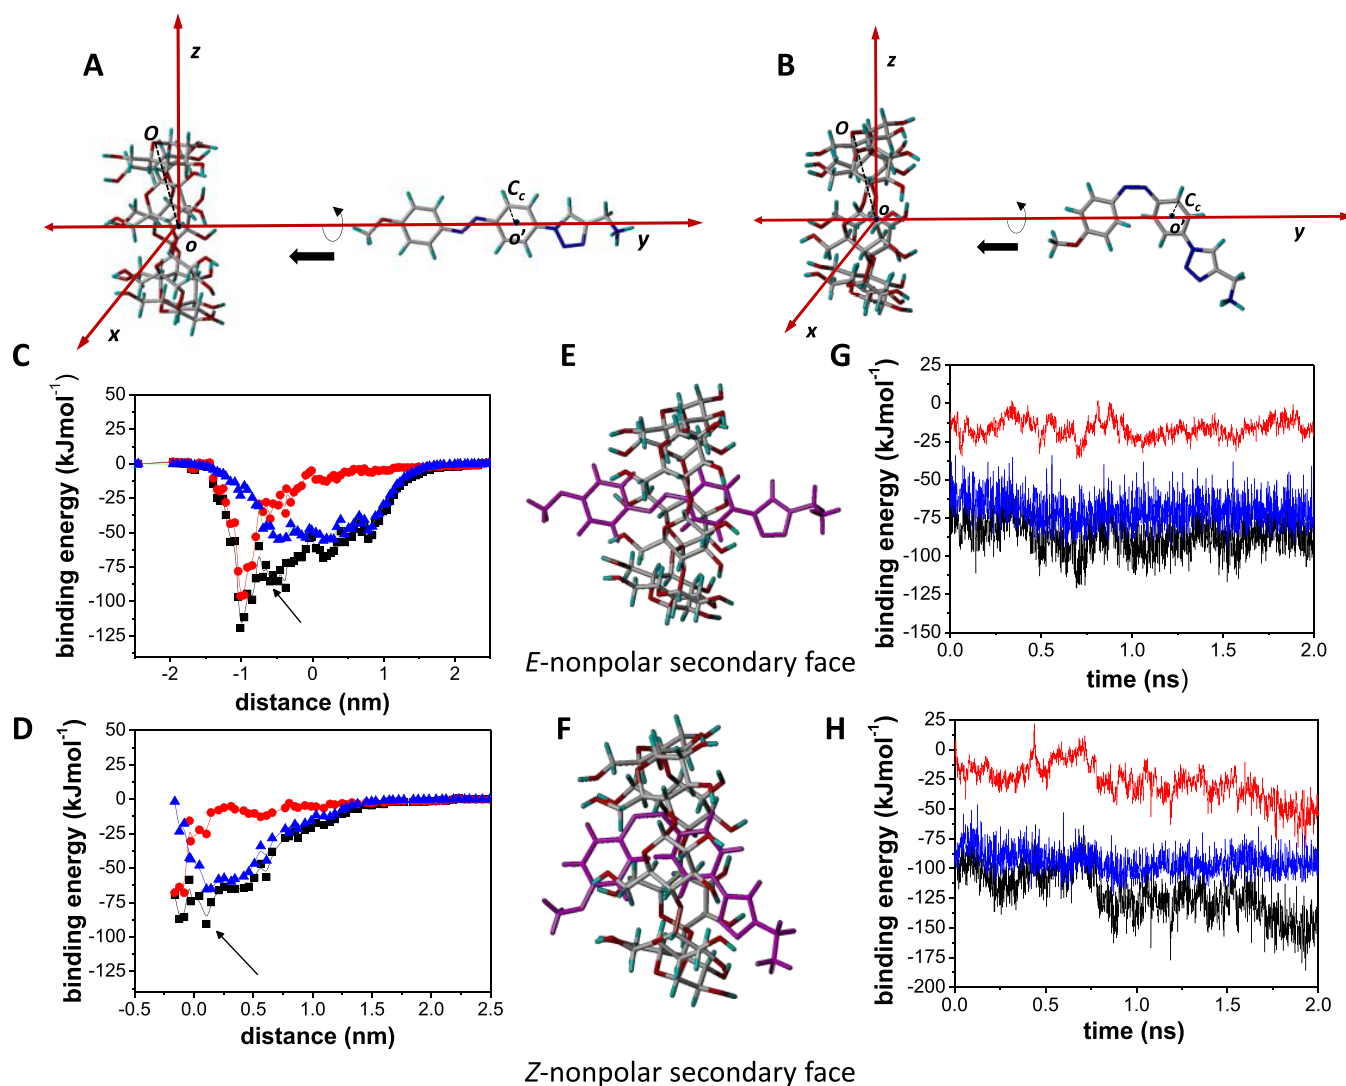 A
z
O
o
C_c
o'
y
x
B
z
O
o
C_c
o'
y
x
C
binding energy (kJmol⁻¹)
50
25
0
-25
-50
-75
-100
-125
-2
-1
0
1
2
distance (nm)
E
E-nonpolar secondary face
G
binding energy (kJmol⁻¹)
25
0
-25
-50
-75
-100
-125
-150
0.0
0.5
1.0
1.5
2.0
time (ns)
D
binding energy (kJmol⁻¹)
50
25
0
-25
-50
-75
-100
-125
-0.5
0.0
0.5
1.0
1.5
2.0
2.5
distance (nm)
F
Z-nonpolar secondary face
H
binding energy (kJmol⁻¹)
25
0
-25
-50
-75
-100
-125
-150
-175
-200
0.0
0.5
1.0
1.5
2.0
time (ns)